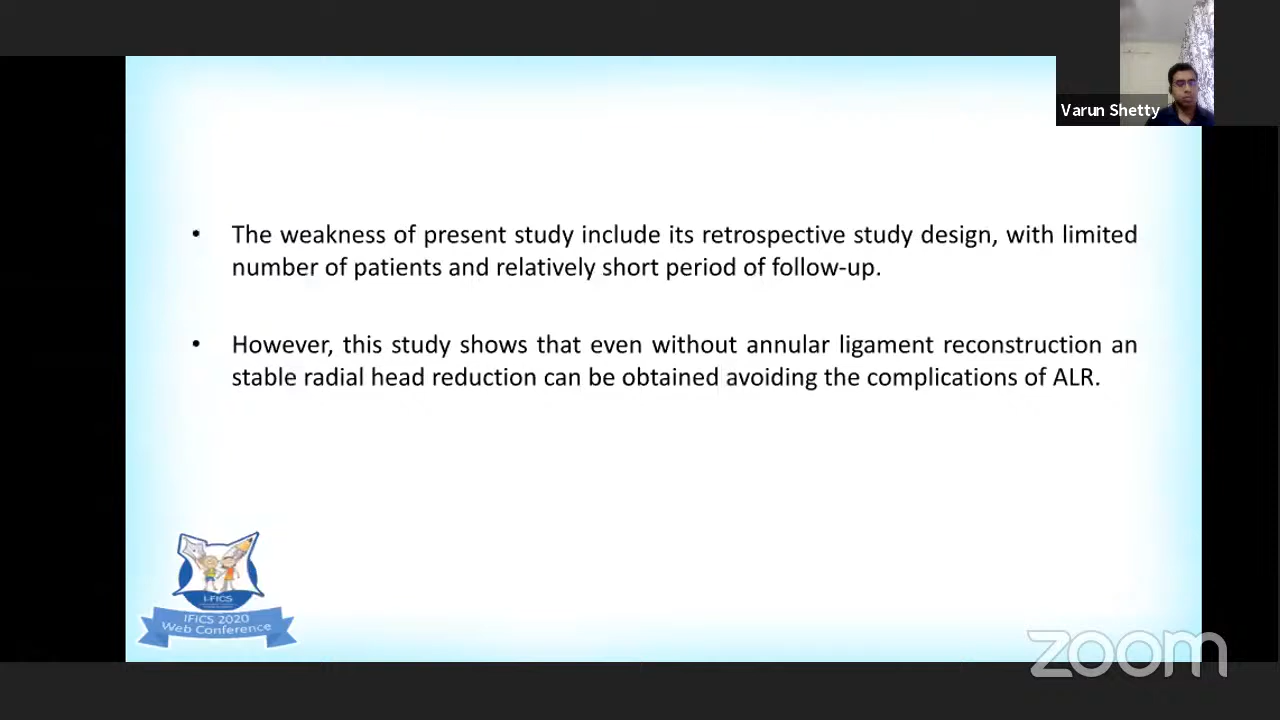 Varun Shetty
• The weakness of present study include its retrospective study design, with limited
number of patients and relatively short period of follow-up.
• However, this study shows that even without annular ligament reconstruction an
stable radial head reduction can be obtained avoiding the complications of ALR.
I-FICS
IFICS 2020
Web Conference
zoom